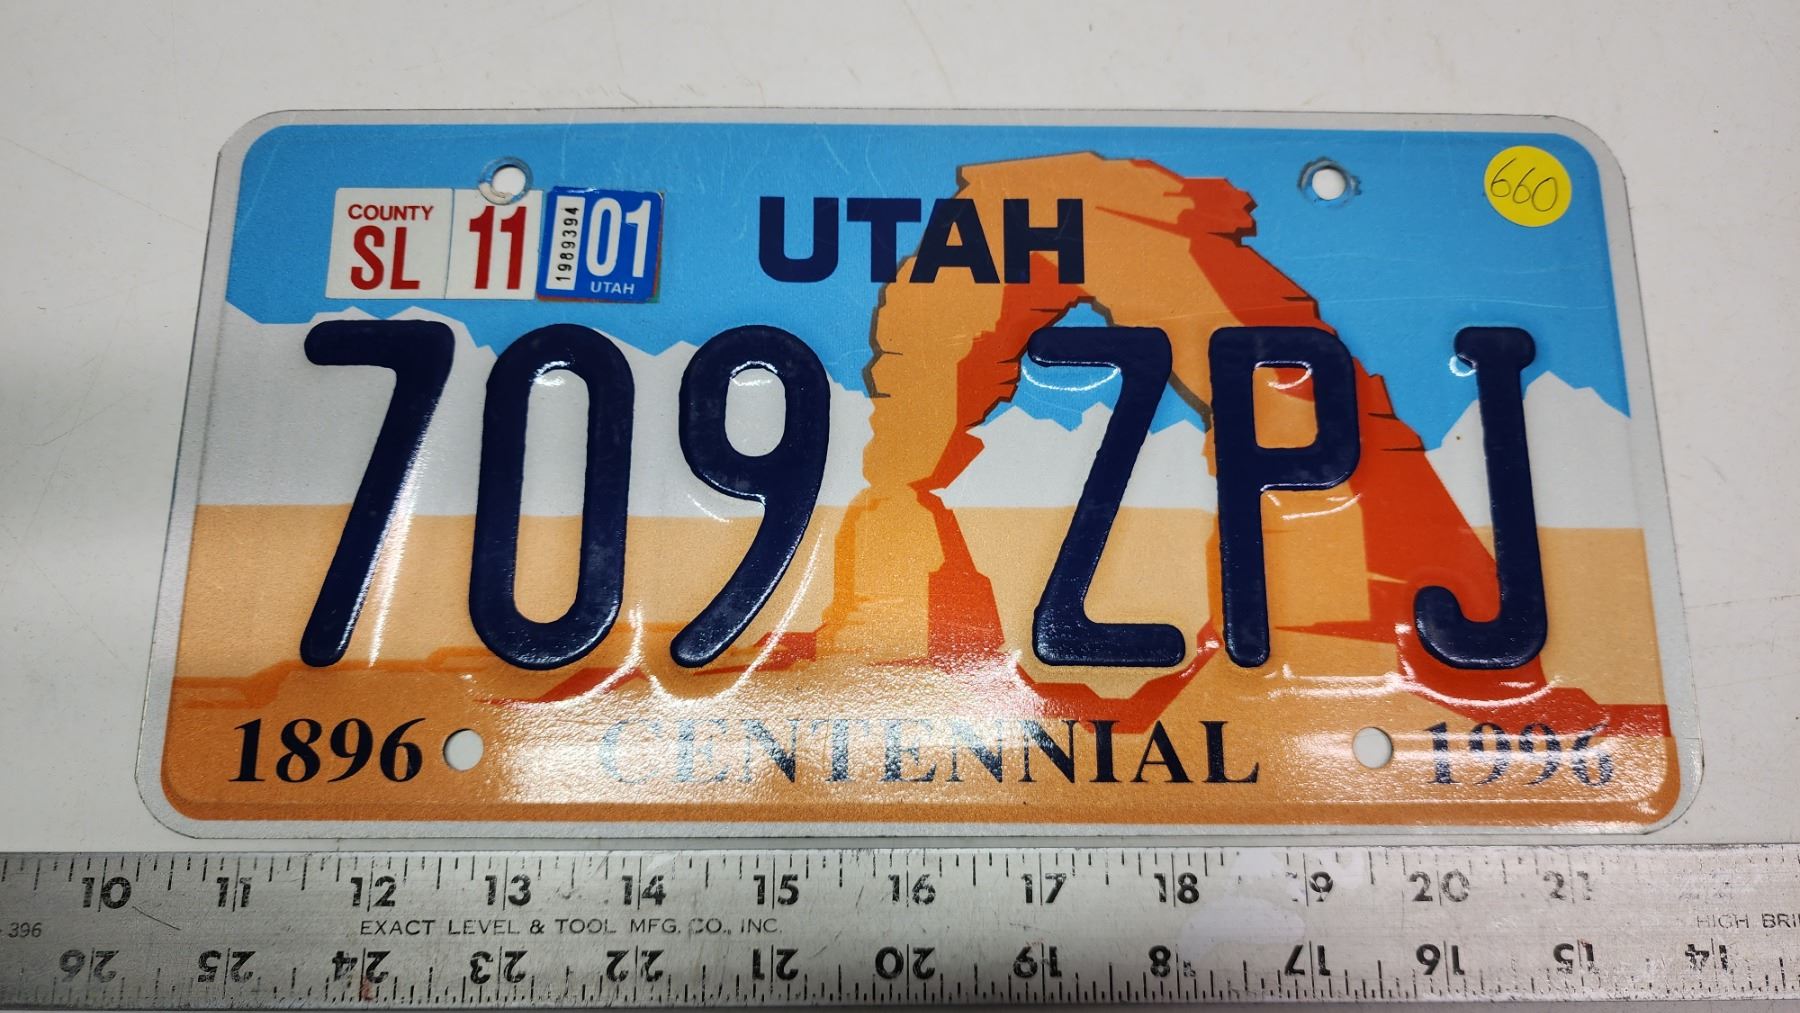 COUNTY
SL 11 1989394 01
UTAH
UTAH
660
709 ZPJ
1896 CENTENNIAL 1996
10 11 12 13 14 15 16 17 18 19 20 21
396 EXACT LEVEL & TOOL MFG. CO., INC. HIGH BRI
26 25 24 23 22 21 20 19 18 17 16 15 14